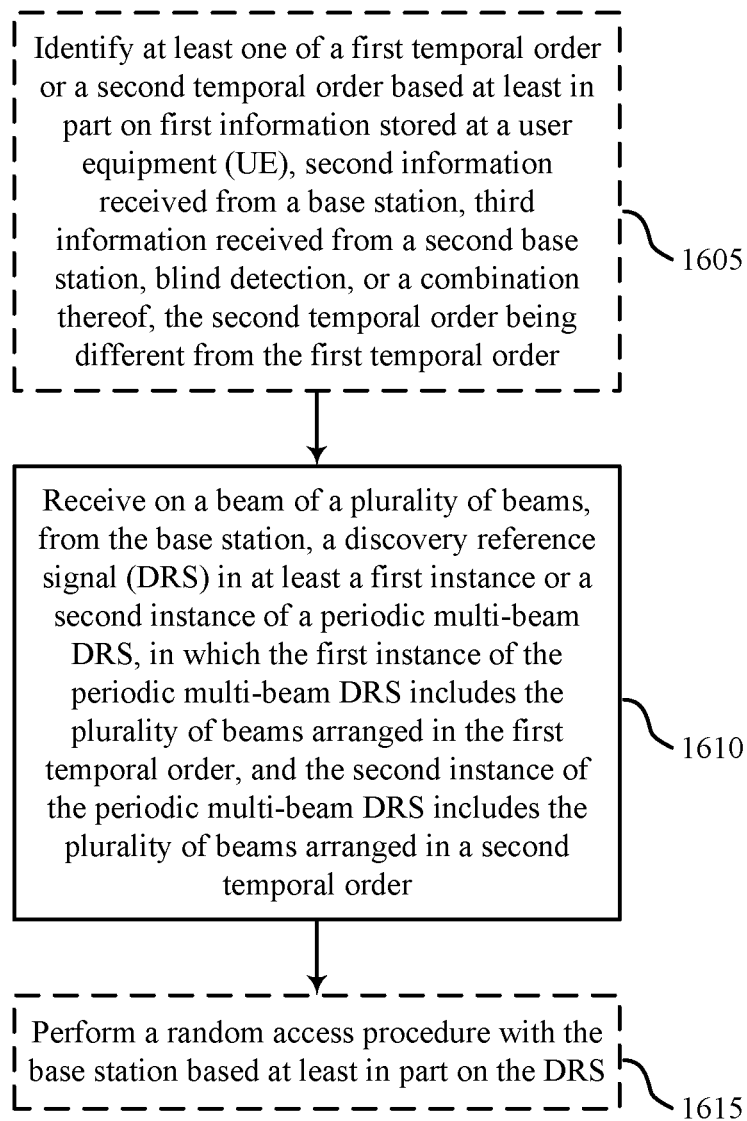 Identify at least one of a first temporal order
or a second temporal order based at least in
part on first information stored at a user
equipment (UE), second information
received from a base station, third
information received from a second base
station, blind detection, or a combination
thereof, the second temporal order being
different from the first temporal order
1605
Receive on a beam of a plurality of beams,
from the base station, a discovery reference
signal (DRS) in at least a first instance or a
second instance of a periodic multi-beam
DRS, in which the first instance of the
periodic multi-beam DRS includes the
plurality of beams arranged in the first
temporal order, and the second instance of
the periodic multi-beam DRS includes the
plurality of beams arranged in a second
temporal order
1610
Perform a random access procedure with the
base station based at least in part on the DRS
1615